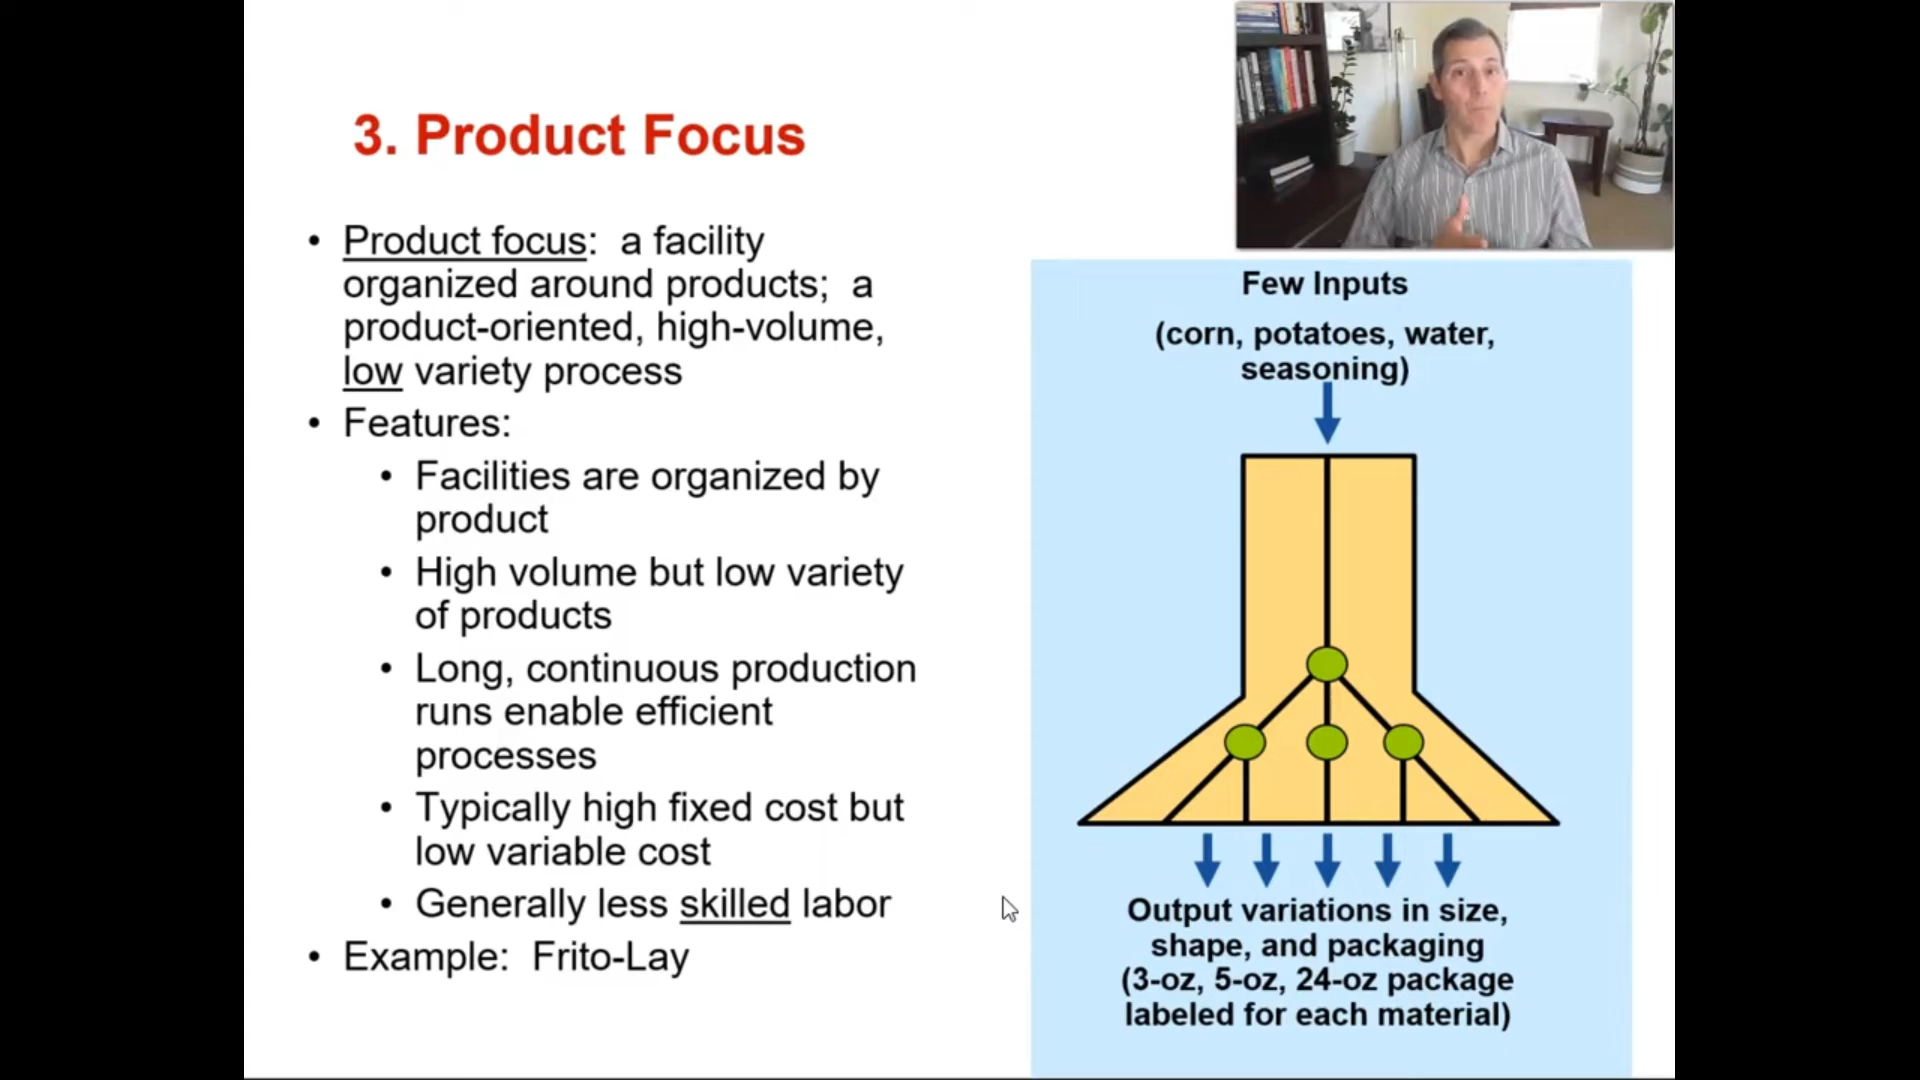 3. Product Focus
• Product focus: a facility
organized around products; a
product-oriented, high-volume,
low variety process
• Features:
• Facilities are organized by
product
• High volume but low variety
of products
• Long, continuous production
runs enable efficient
processes
• Typically high fixed cost but
low variable cost
• Generally less skilled labor
• Example: Frito-Lay
Few Inputs
(corn, potatoes, water,
seasoning)
Output variations in size,
shape, and packaging
(3-oz, 5-oz, 24-oz package
labeled for each material)